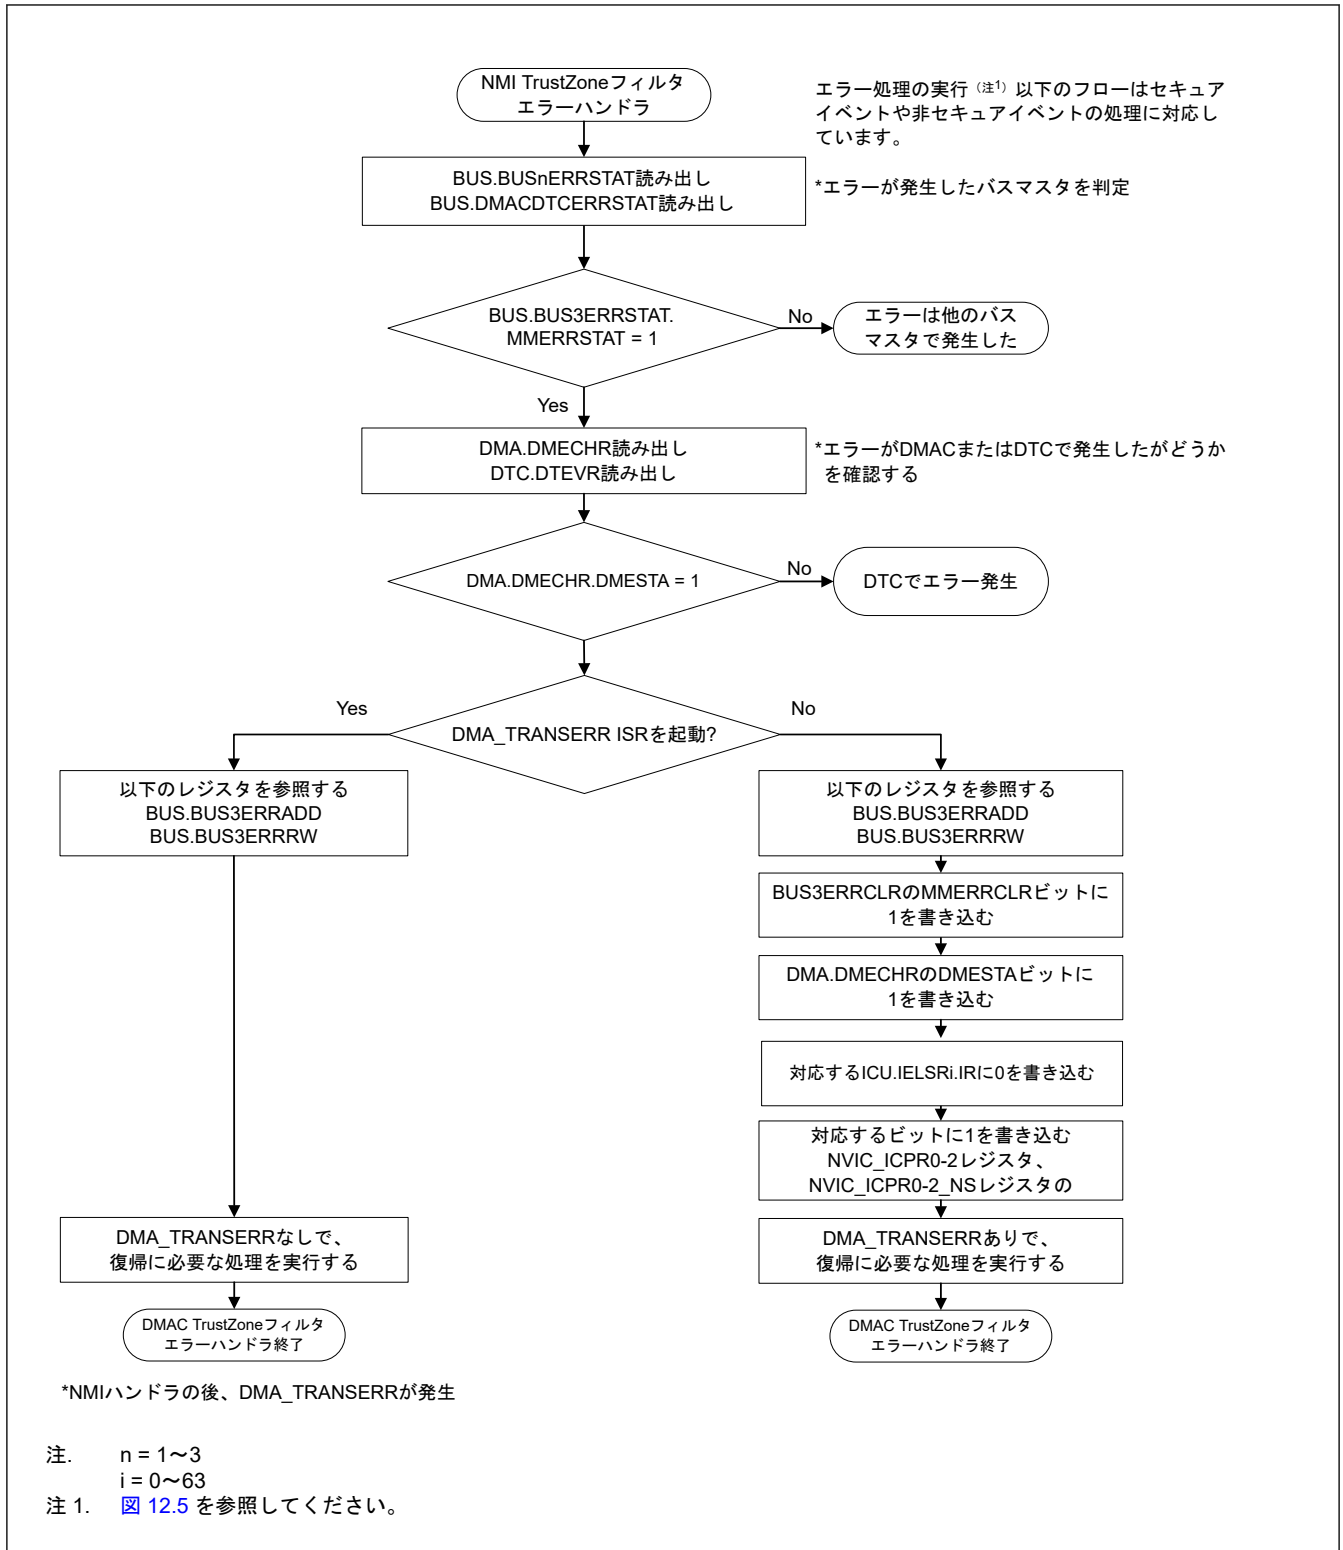 NMI TrustZoneフィルタ
エラーハンドラ
エラー処理の実行（注1）以下のフローはセキュア
イベントや非セキュアイベントの処理に対応し
ています。
BUS.BUSnERRSTAT読み出し
BUS.DMACDTCERRSTAT読み出し
*エラーが発生したバスマスタを判定
BUS.BUS3ERRSTAT.
MMERRSTAT = 1
No
エラーは他のバス
マスタで発生した
Yes
DMA.DMECHR読み出し
DTC.DTEVR読み出し
*エラーがDMACまたはDTCで発生したがどうか
を確認する
DMA.DMECHR.DMESTA = 1
No
DTCでエラー発生
Yes
No
DMA_TRANSERR ISRを起動?
以下のレジスタを参照する
BUS.BUS3ERRADD
BUS.BUS3ERRRW
以下のレジスタを参照する
BUS.BUS3ERRADD
BUS.BUS3ERRRW
BUS3ERRCLRのMMERRCLRビットに
1を書き込む
DMA.DMECHRのDMESTAビットに
1を書き込む
対応するICU.IELSRi.IRに0を書き込む
対応するビットに1を書き込む
NVIC_ICPR0-2レジスタ、
NVIC_ICPR0-2_NSレジスタの
DMA_TRANSERRなしで、
復帰に必要な処理を実行する
DMA_TRANSERRありで、
復帰に必要な処理を実行する
DMAC TrustZoneフィルタ
エラーハンドラ終了
DMAC TrustZoneフィルタ
エラーハンドラ終了
*NMIハンドラの後、DMA_TRANSERRが発生
注. n = 1～3
i = 0～63
注 1. 図 12.5 を参照してください。